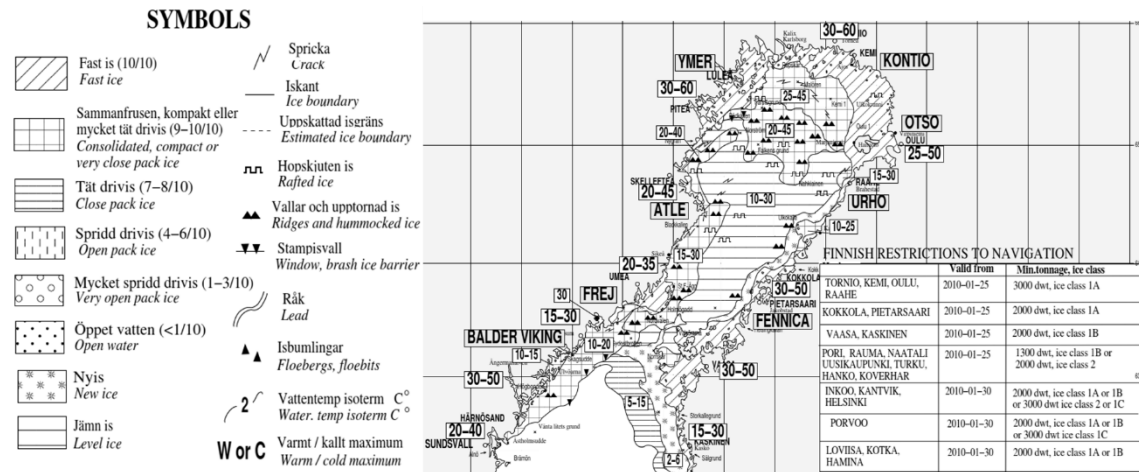 SYMBOLS
Fast is (10/10)
Fast ice
Sammanfrusen, kompakt eller
mycket tät drivis (9–10/10)
Consolidated, compact or
very close pack ice
Tät drivis (7–8/10)
Close pack ice
Spridd drivis (4–6/10)
Open pack ice
Mycket spridd drivis (1–3/10)
Very open pack ice
Öppet vatten (<1/10)
Open water
Nyis
New ice
Jämn is
Level ice
Spricka
Crack
Iskant
Ice boundary
Uppskattad isgräns
Estimated ice boundary
Hopskjuten is
Rafted ice
Vallar och upptornad is
Ridges and hummocked ice
Stampisvall
Window, brash ice barrier
Råk
Lead
Isbumlingar
Floebergs, floebits
2 Vattentemp isoterm C°
Water. temp isoterm C°
W or C Varmt / kallt maximum
Warm / cold maximum
30–60
KEMI
KONTIO
YMER
LULEÅ
30–60
PITEÅ
25–45
20–45
20–40
OTSO
OULU
25–50
SKELLEFTEÅ
20–45
ATLE
15–30
RAAHE
URHO
10–30
10–25
15–30
20–35
UMEÅ
KOKKOLA
30–50
PIETARSAARI
FENNICA
30
FREJ
15–30
10–20
BALDER VIKING
10–15
30–50
30–50
5–15
HÄRNÖSAND
20–40
SUNDSVALL
Brämön
Storkallegrund
15–30
KASKINEN
Sälgrund
2–6
FINNISH RESTRICTIONS TO NAVIGATION
Valid from Min.tonnage, ice class
TORNIO, KEMI, OULU, RAAHE 2010–01–25 3000 dwt, ice class 1A
KOKKOLA, PIETARSAARI 2010–01–25 2000 dwt, ice class 1A
VAASA, KASKINEN 2010–01–25 2000 dwt, ice class 1B
PORI, RAUMA, NAATALI
UUSIKAUPUNKI, TURKU,
HANKO, KOVERHAR
2010–01–25
1300 dwt, ice class 1B or
2000 dwt, ice class 2
INKOO, KANTVIK,
HELSINKI
2010–01–30
2000 dwt, ice class 1A or 1B
or 3000 dwt ice class 2 or 1C
PORVOO 2010–01–30
2000 dwt, ice class 1A or 1B
or 3000 dwt ice class 1C
LOVIISA, KOTKA,
HAMINA
2010–01–30 2000 dwt, ice class 1A or 1B